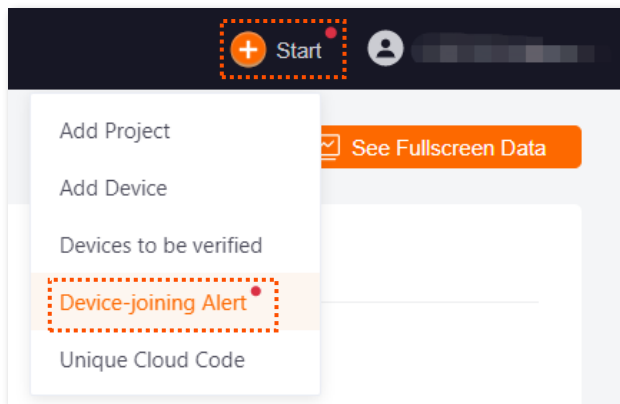 Start
See Fullscreen Data
Add Project
Add Device
Devices to be verified
Device-joining Alert
Unique Cloud Code